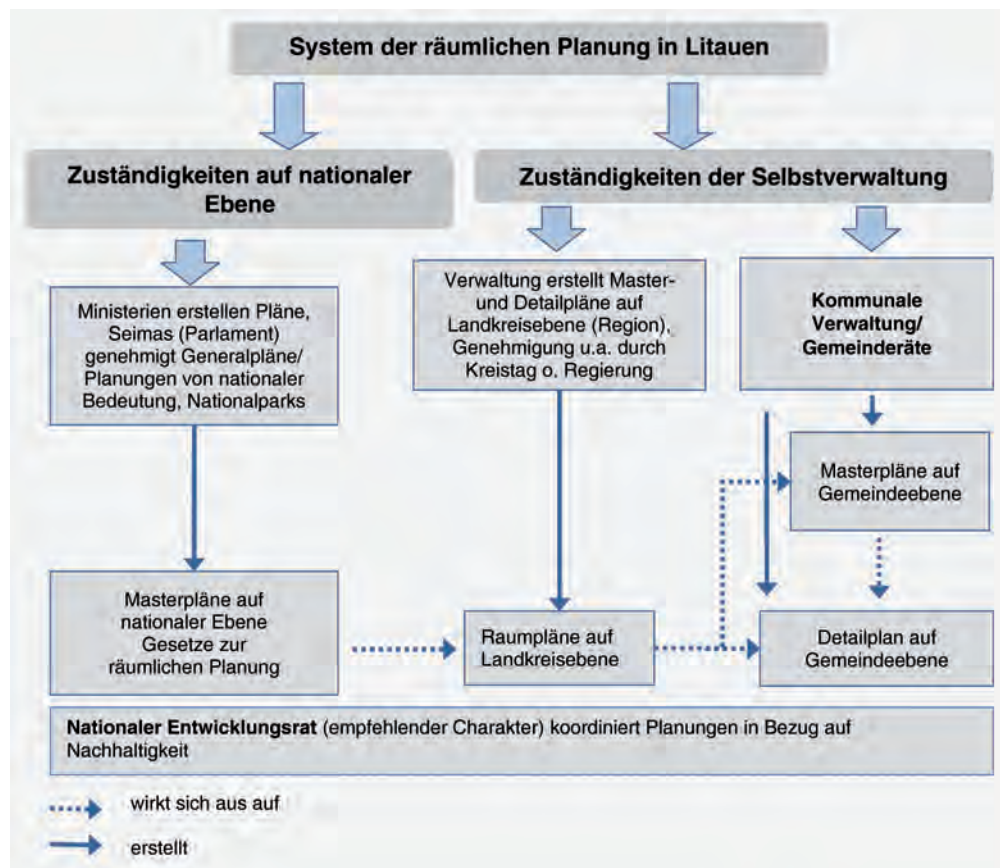 System der räumlichen Planung in Litauen
Zuständigkeiten auf nationaler
Ebene
Zuständigkeiten der Selbstverwaltung
Ministerien erstellen Pläne,
Seimas (Parlament)
genehmigt Generalpläne/
Planungen von nationaler
Bedeutung, Nationalparks
Verwaltung erstellt Master-
und Detailpläne auf
Landkreisebene (Region),
Genehmigung u.a. durch
Kreistag o. Regierung
Kommunale
Verwaltung/
Gemeinderäte
Masterpläne auf
Gemeindeebene
Masterpläne auf
nationaler Ebene
Gesetze zur
räumlichen Planung
Raumpläne auf
Landkreisebene
Detailplan auf
Gemeindeebene
Nationaler Entwicklungsrat (empfehlender Charakter) koordiniert Planungen in Bezug auf
Nachhaltigkeit
wirkt sich aus auf
erstellt